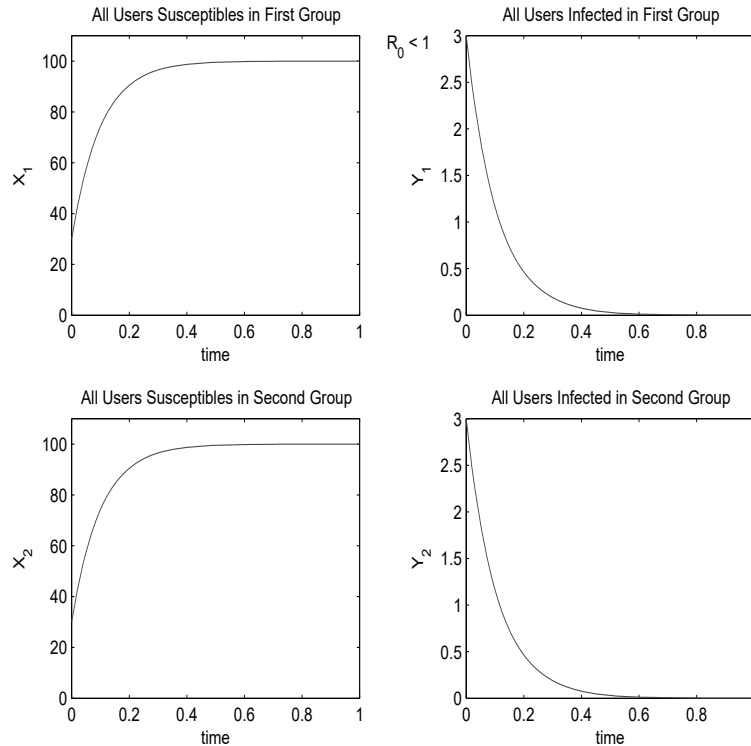 All Users Susceptibles in First Group
100
80
60
40
20
0
X_1
0 0.2 0.4 0.6 0.8 1
time
R_0 < 1
All Users Infected in First Group
3
2.5
2
1.5
1
0.5
0
Y_1
0 0.2 0.4 0.6 0.8
time
All Users Susceptibles in Second Group
100
80
60
40
20
0
X_2
0 0.2 0.4 0.6 0.8 1
time
All Users Infected in Second Group
3
2.5
2
1.5
1
0.5
0
Y_2
0 0.2 0.4 0.6 0.8
time